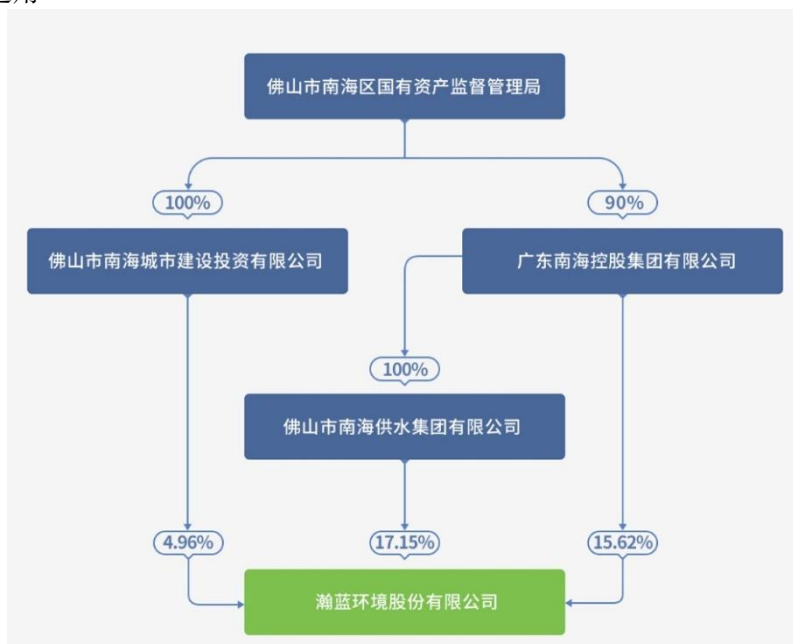 佛山市南海区国有资产监督管理局
100%
90%
佛山市南海城市建设投资有限公司
广东南海控股集团有限公司
100%
佛山市南海供水集团有限公司
4.96%
17.15%
15.62%
瀚蓝环境股份有限公司